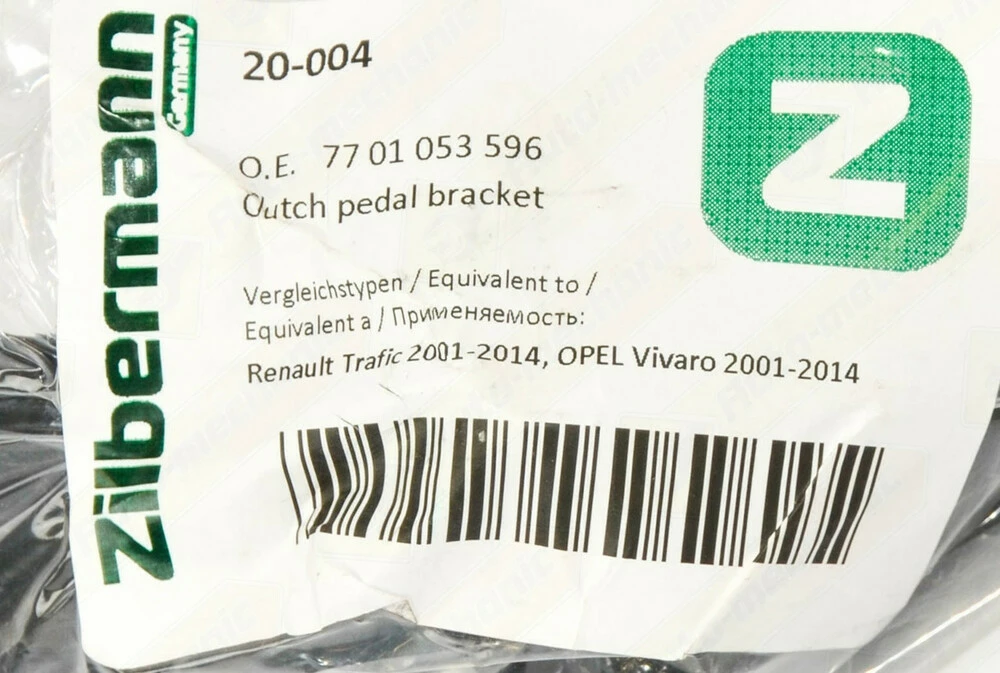 Zilbermann
Germany
20-004
Z
O.E. 77 01 053 596
Clutch pedal bracket
Vergleichstypen / Equivalent to /
Equivalent a / Применяемость:
Renault Trafic 2001-2014, OPEL Vivaro 2001-2014